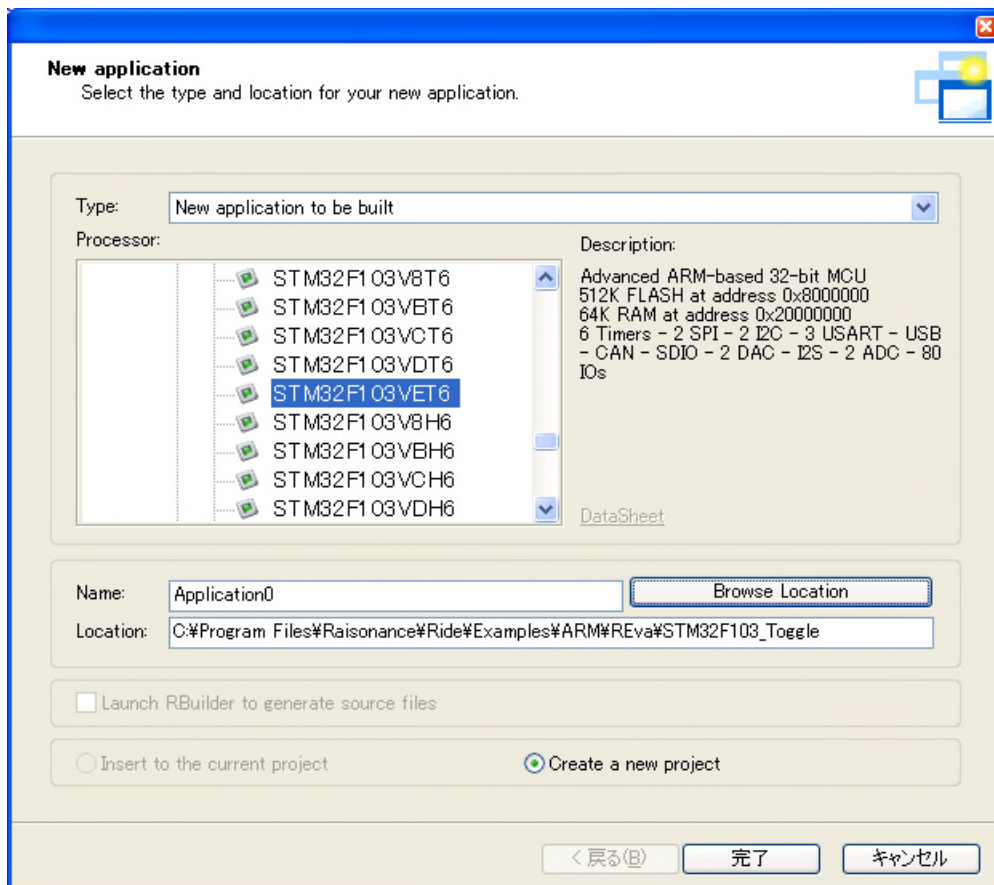 New application
Select the type and location for your new application.
Type:
New application to be built
Processor:
STM32F103V8T6
STM32F103VBT6
STM32F103VCT6
STM32F103VDT6
STM32F103VET6
STM32F103V8H6
STM32F103VBH6
STM32F103VCH6
STM32F103VDH6
Description:
Advanced ARM-based 32-bit MCU
512K FLASH at address 0x8000000
64K RAM at address 0x20000000
6 Timers - 2 SPI - 2 I2C - 3 USART - USB
- CAN - SDIO - 2 DAC - I2S - 2 ADC - 80
IOs
DataSheet
Name:
Application0
Browse Location
Location:
C:¥Program Files¥Raisonance¥Ride¥Examples¥ARM¥REva¥STM32F103_Toggle
Launch RBuilder to generate source files
Insert to the current project
Create a new project
< 戻る(B)
完了
キャンセル